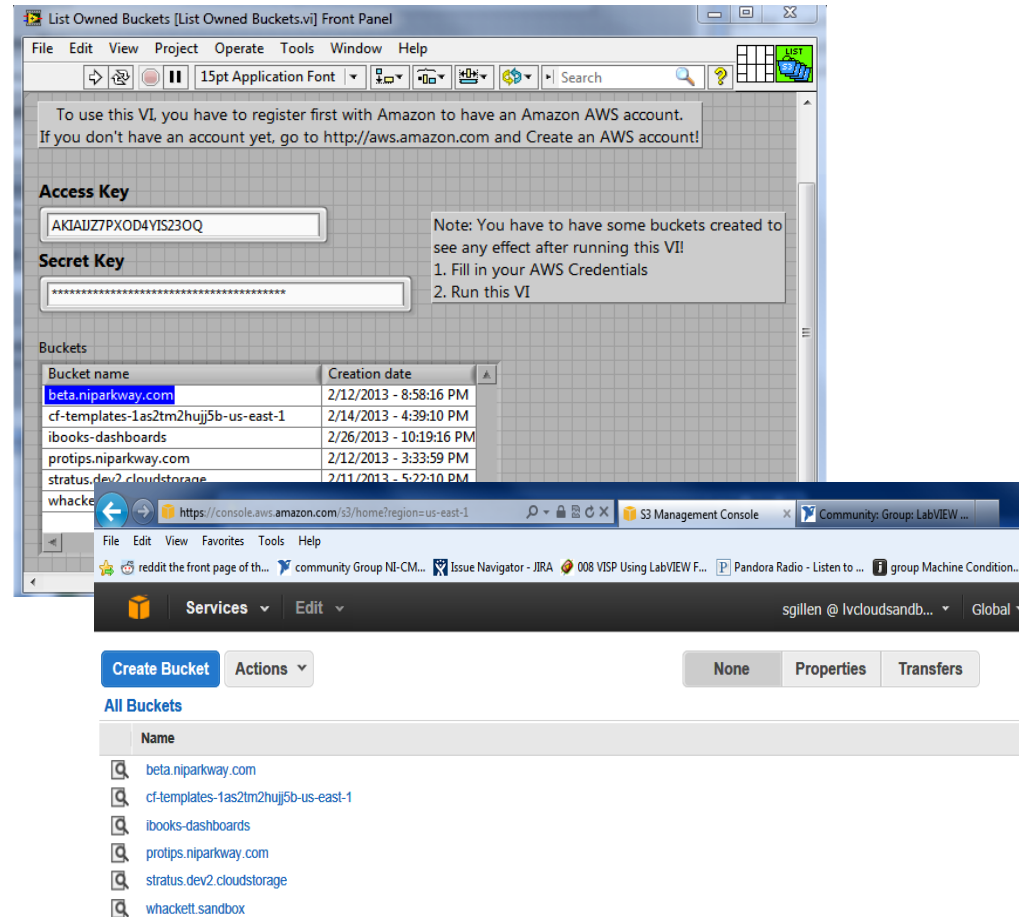 List Owned Buckets [List Owned Buckets.vi] Front Panel
File Edit View Project Operate Tools Window Help
15pt Application Font
Search
LIST
To use this VI, you have to register first with Amazon to have an Amazon AWS account.
If you don't have an account yet, go to http://aws.amazon.com and Create an AWS account!
Access Key
AKIAIJZ7PXOD4YIS23OQ
Note: You have to have some buckets created to
see any effect after running this VI!
1. Fill in your AWS Credentials
2. Run this VI
Secret Key
****************************************
Buckets
Bucket name Creation date
beta.niparkway.com 2/12/2013 - 8:58:16 PM
cf-templates-1as2tm2hujj5b-us-east-1 2/14/2013 - 4:39:10 PM
ibooks-dashboards 2/26/2013 - 10:19:16 PM
protips.niparkway.com 2/12/2013 - 3:33:59 PM
stratus.dev2.cloudstorage 2/11/2013 - 5:22:10 PM
whacke
https://console.aws.amazon.com/s3/home?region=us-east-1
S3 Management Console
Community: Group: LabVIEW ...
File Edit View Favorites Tools Help
reddit the front page of th... community Group NI-CM... Issue Navigator - JIRA 008 VISP Using LabVIEW F... Pandora Radio - Listen to ... group Machine Condition...
Services Edit sgillen @ lvcloudsandb... Global
Create Bucket Actions None Properties Transfers
All Buckets
Name
beta.niparkway.com
cf-templates-1as2tm2hujj5b-us-east-1
ibooks-dashboards
protips.niparkway.com
stratus.dev2.cloudstorage
whackett.sandbox